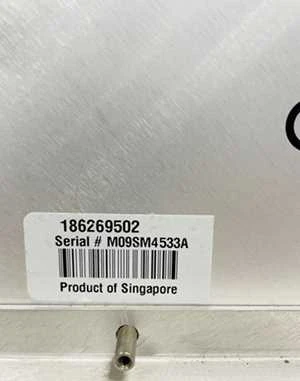 186269502
Serial # M09SM4533A
Product of Singapore